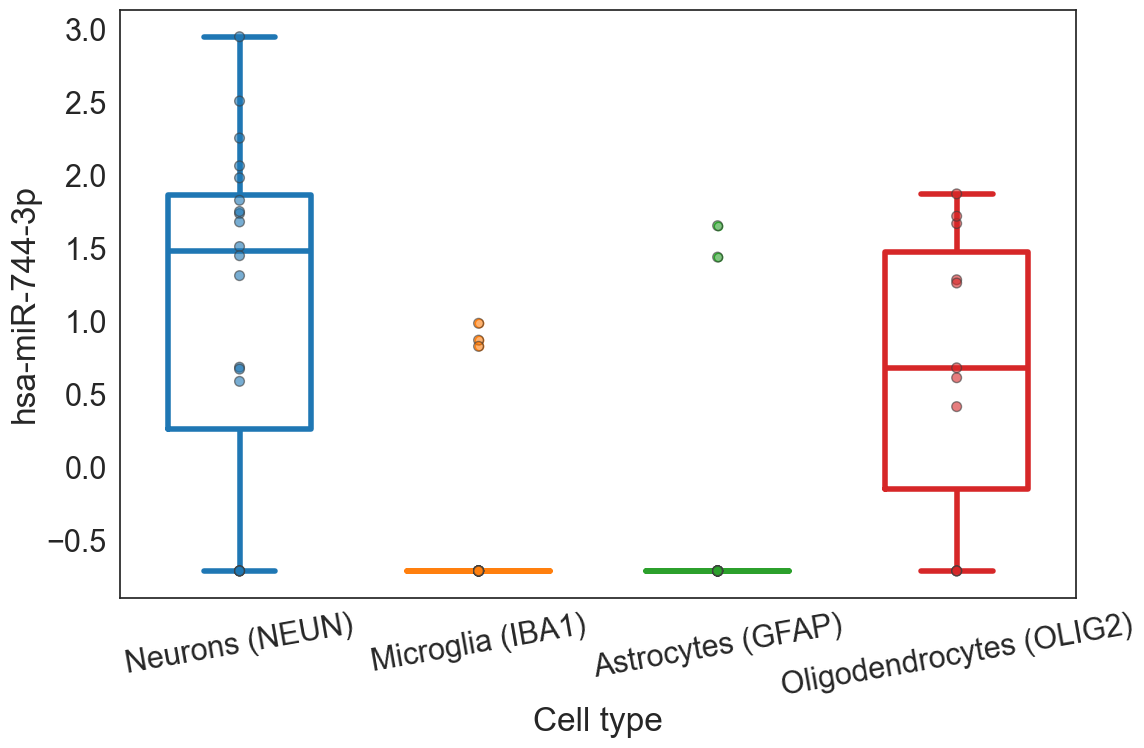 hsa-miR-744-3p
3.0
2.5
2.0
1.5
1.0
0.5
0.0
−0.5
Neurons (NEUN)
Microglia (IBA1)
Astrocytes (GFAP)
Oligodendrocytes (OLIG2)
Cell type